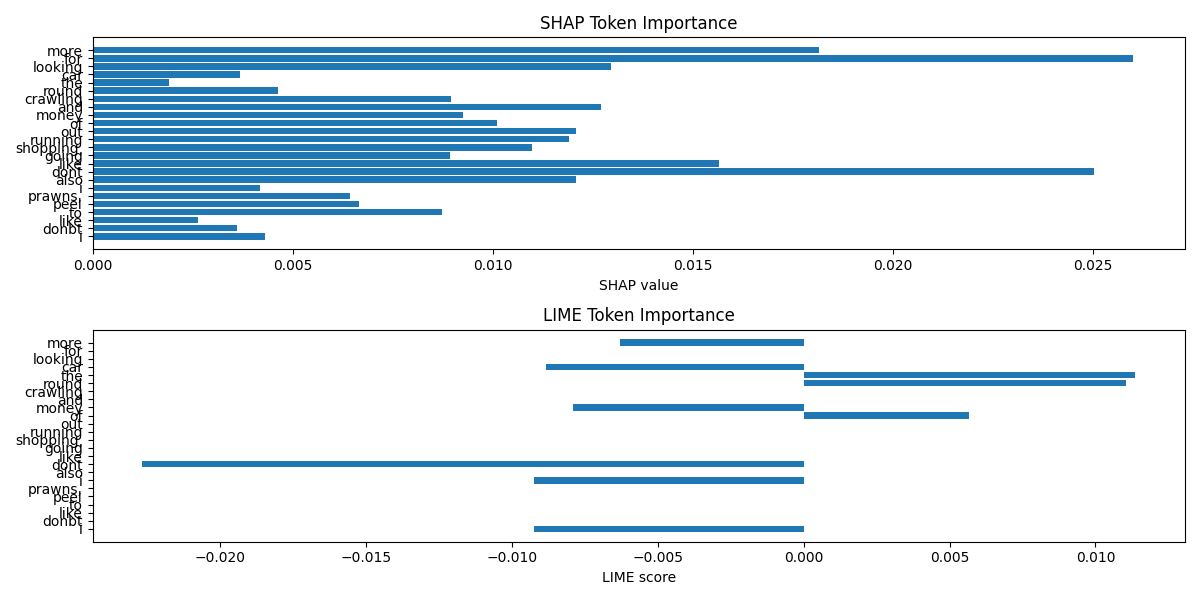 SHAP Token Importance
more
for
looking
car
the
round
crawling
and
money
of
out
running
shopping,
going
like
dont
also
I
prawns,
peel
to
like
donbt
I
0.000 0.005 0.010 0.015 0.020 0.025
SHAP value
LIME Token Importance
more
for
looking
car
the
round
crawling
and
money
of
out
running
shopping,
going
like
dont
also
I
prawns,
peel
to
like
donbt
I
−0.020 −0.015 −0.010 −0.005 0.000 0.005 0.010
LIME score